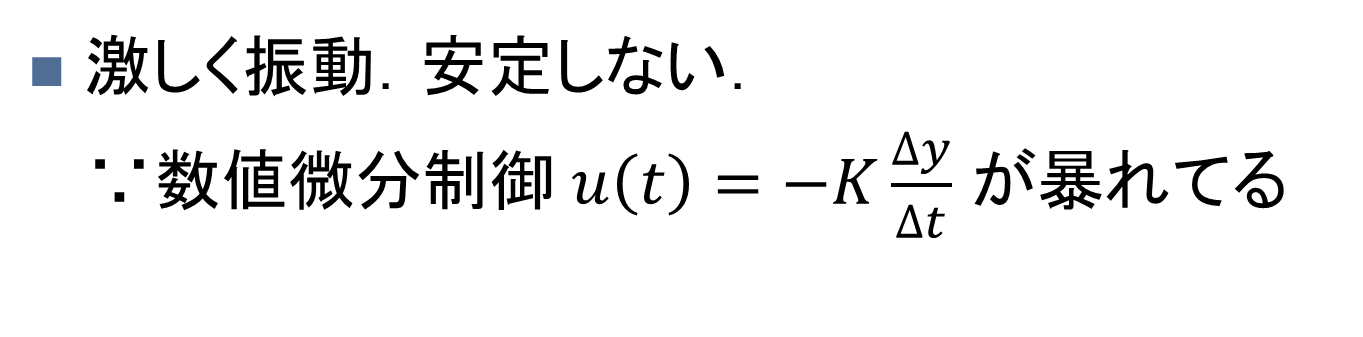 ■ 激しく振動．安定しない．
∵数値微分制御 u(t) = −K Δy/Δt が暴れてる